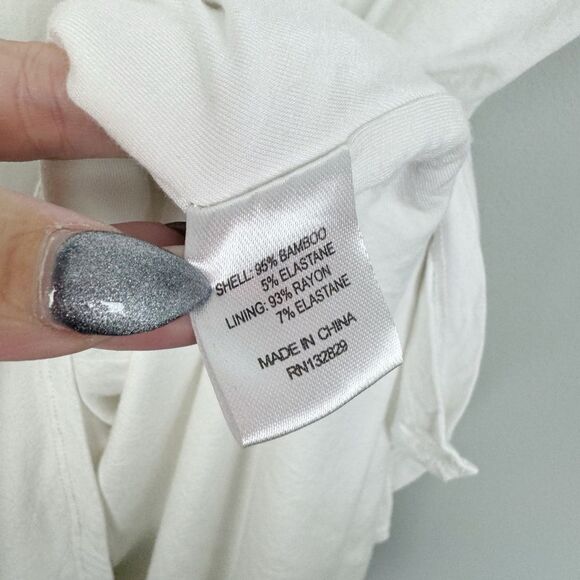 SHELL: 95% BAMBOO
5% ELASTANE
LINING: 93% RAYON
7% ELASTANE
MADE IN CHINA
RN132829